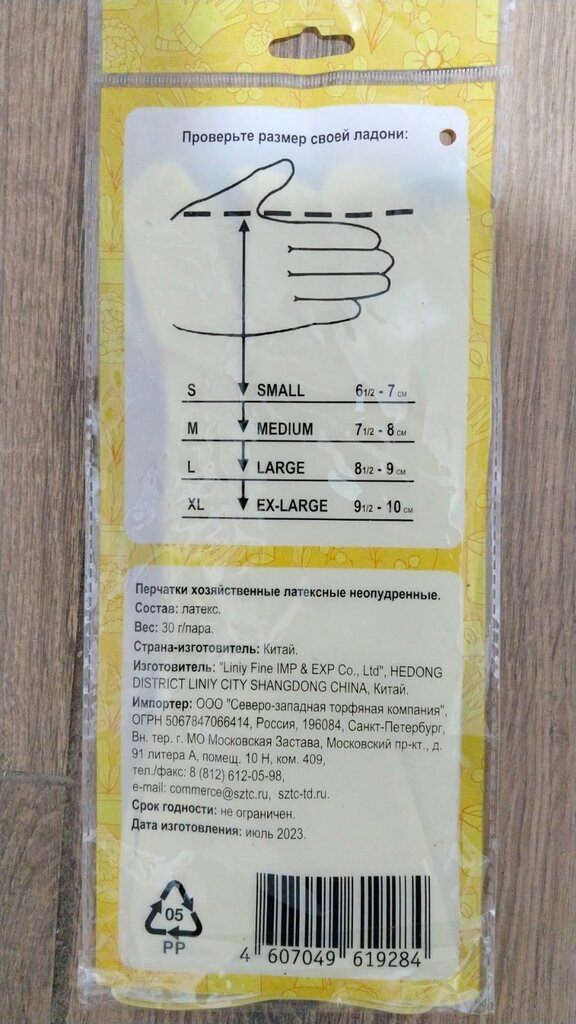 Проверьте размер своей ладони:
S SMALL 6 1/2 - 7 см
M MEDIUM 7 1/2 - 8 см
L LARGE 8 1/2 - 9 см
XL EX-LARGE 9 1/2 - 10 см
Перчатки хозяйственные латексные неопудренные.
Состав: латекс.
Вес: 30 г/пара.
Страна-изготовитель: Китай.
Изготовитель: "Liniy Fine IMP & EXP Co., Ltd", HEDONG
DISTRICT LINIY CITY SHANGDONG CHINA, Китай.
Импортер: ООО "Северо-западная торфяная компания",
ОГРН 5067847066414, Россия, 196084, Санкт-Петербург,
Вн. тер. г. МО Московская Застава, Московский пр-кт., д.
91 литера А, помещ. 10 Н, ком. 409,
тел./факс: 8 (812) 612-05-98,
e-mail: commerce@sztc.ru, sztc-td.ru.
Срок годности: не ограничен.
Дата изготовления: июль 2023.
05
PP
4 607049 619284